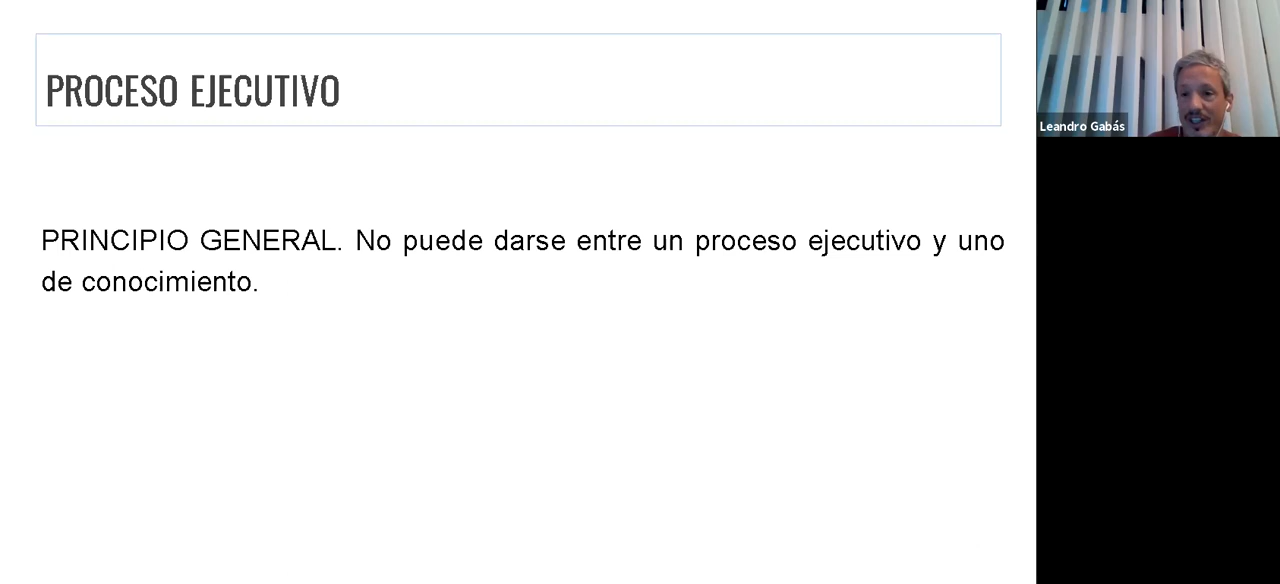 PROCESO EJECUTIVO
PRINCIPIO GENERAL. No puede darse entre un proceso ejecutivo y uno
de conocimiento.
Leandro Gabás